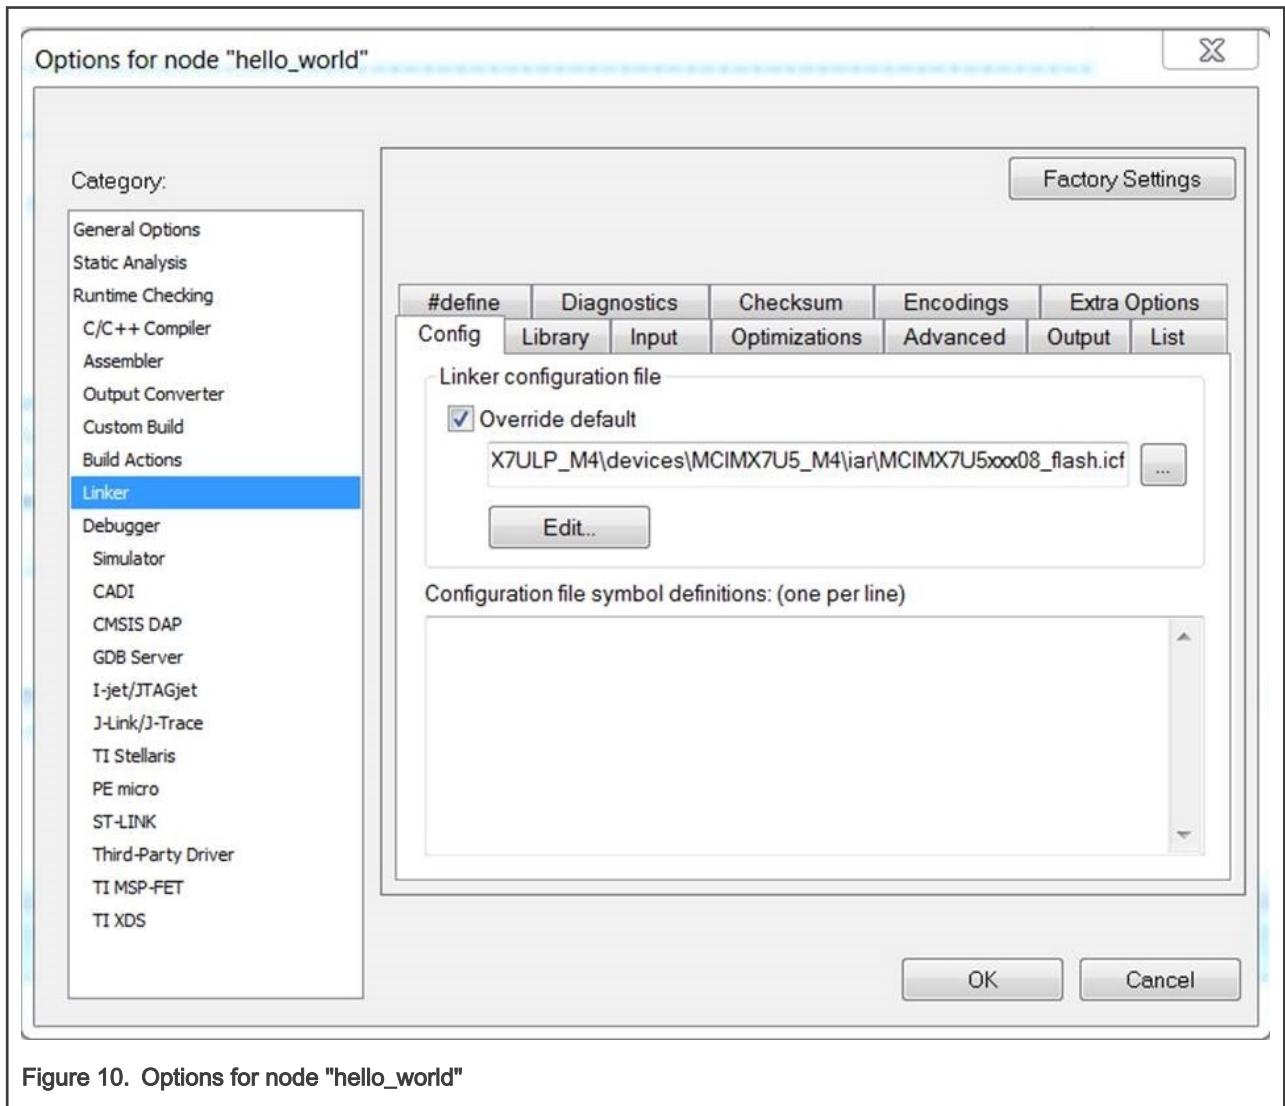 Options for node "hello_world"
Category:
General Options
Static Analysis
Runtime Checking
C/C++ Compiler
Assembler
Output Converter
Custom Build
Build Actions
Linker
Debugger
Simulator
CADI
CMSIS DAP
GDB Server
I-jet/JTAGjet
J-Link/J-Trace
TI Stellaris
PE micro
ST-LINK
Third-Party Driver
TI MSP-FET
TI XDS
Factory Settings
#define Diagnostics Checksum Encodings Extra Options
Config Library Input Optimizations Advanced Output List
Linker configuration file
Override default
X7ULP_M4\devices\MCIMX7U5_M4\iar\MCIMX7U5xxx08_flash.icf ...
Edit...
Configuration file symbol definitions: (one per line)
OK Cancel
Figure 10. Options for node "hello_world"